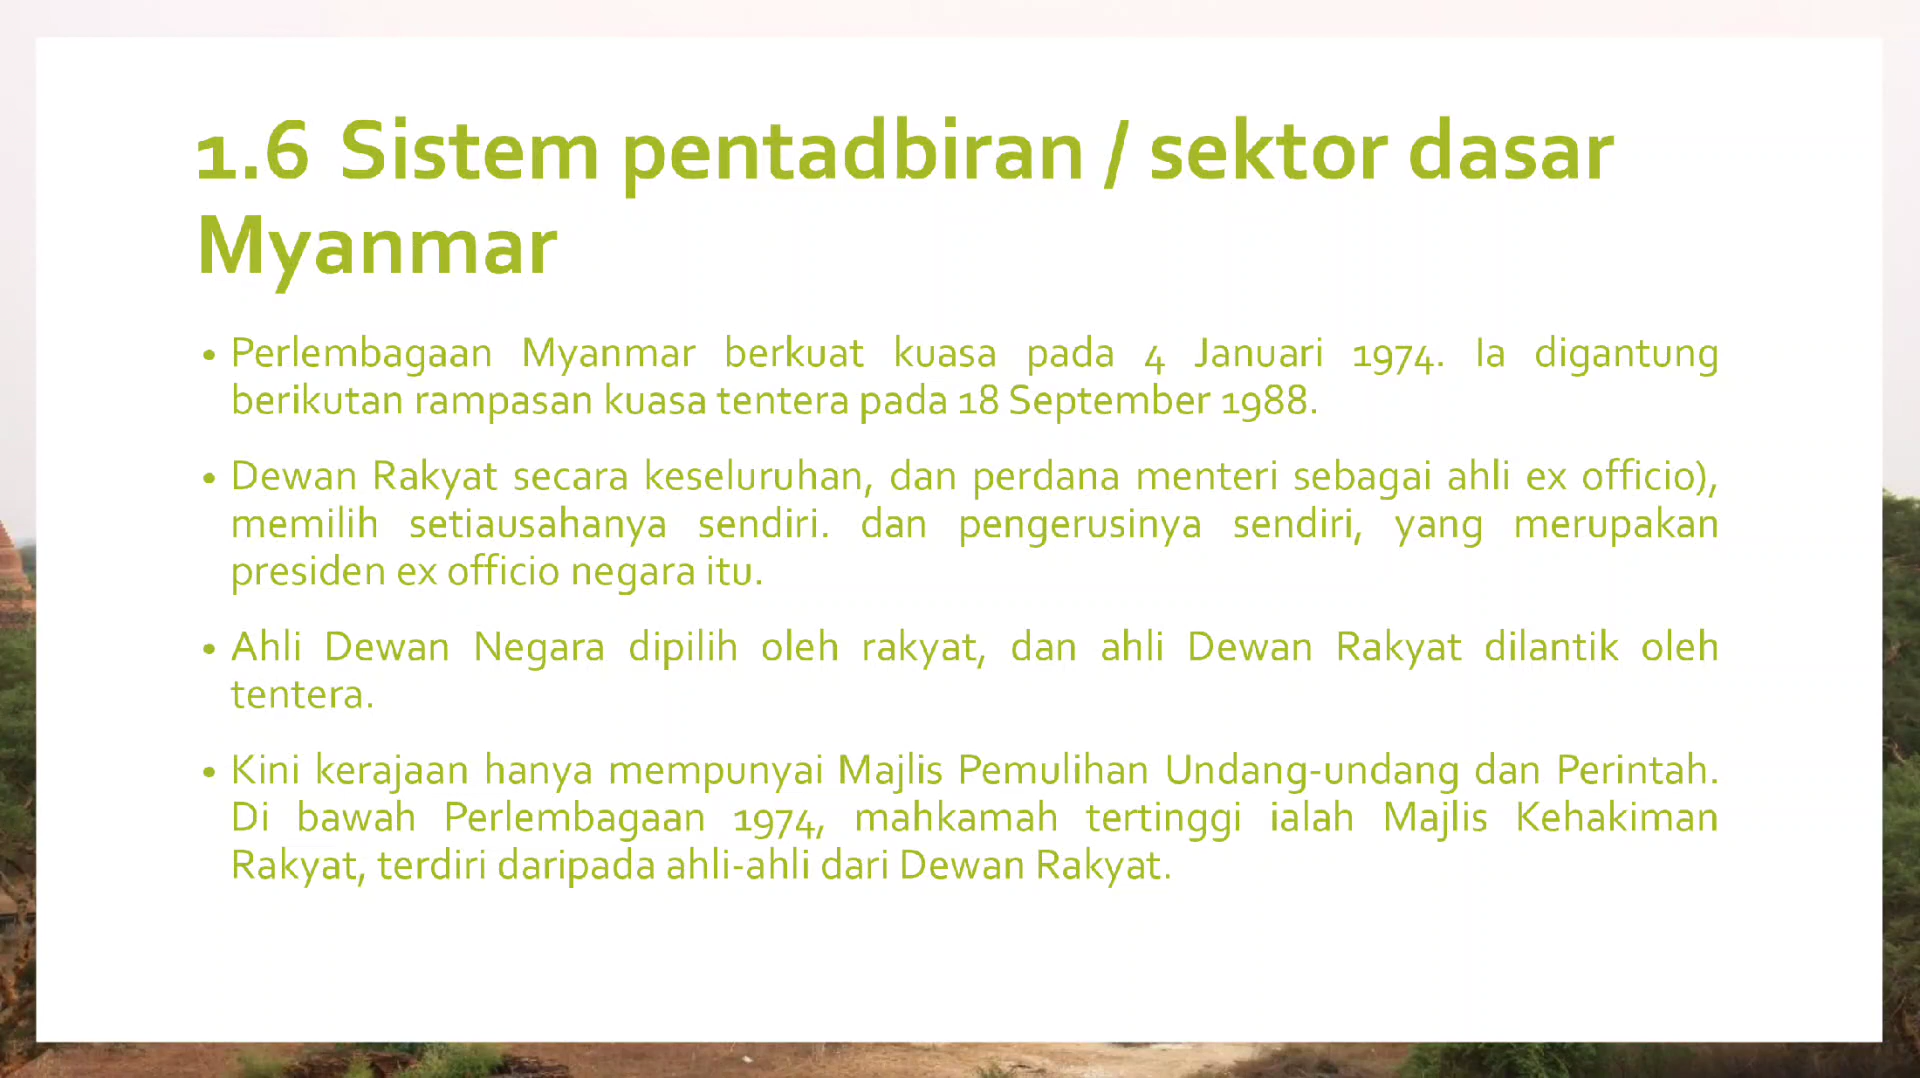 1.6 Sistem pentadbiran / sektor dasar
Myanmar
• Perlembagaan Myanmar berkuat kuasa pada 4 Januari 1974. Ia digantung
berikutan rampasan kuasa tentera pada 18 September 1988.
• Dewan Rakyat secara keseluruhan, dan perdana menteri sebagai ahli ex officio),
memilih setiausahanya sendiri. dan pengerusinya sendiri, yang merupakan
presiden ex officio negara itu.
• Ahli Dewan Negara dipilih oleh rakyat, dan ahli Dewan Rakyat dilantik oleh
tentera.
• Kini kerajaan hanya mempunyai Majlis Pemulihan Undang-undang dan Perintah.
Di bawah Perlembagaan 1974, mahkamah tertinggi ialah Majlis Kehakiman
Rakyat, terdiri daripada ahli-ahli dari Dewan Rakyat.